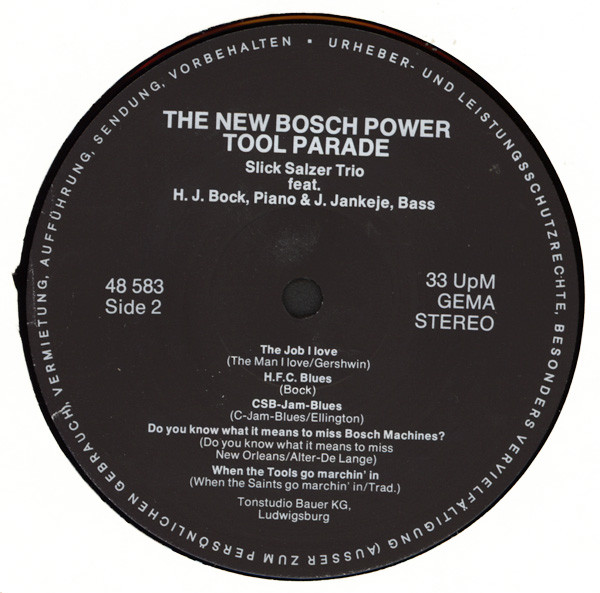 URHEBER- UND LEISTUNGSSCHUTZRECHTE, BESONDERS VERVIELFÄLTIGUNG (AUSSER ZUM PERSÖNLICHEN GEBRAUCH), VERMIETUNG, AUFFÜHRUNG, SENDUNG, VORBEHALTEN •
THE NEW BOSCH POWER
TOOL PARADE
Slick Salzer Trio
feat.
H. J. Bock, Piano & J. Jankeje, Bass
48 583
Side 2
33 UpM
GEMA
STEREO
The Job I love
(The Man I love/Gershwin)
H.F.C. Blues
(Bock)
CSB-Jam-Blues
(C-Jam-Blues/Ellington)
Do you know what it means to miss Bosch Machines?
(Do you know what it means to miss
New Orleans/Alter-De Lange)
When the Tools go marchin' in
(When the Saints go marchin' in/Trad.)
Tonstudio Bauer KG,
Ludwigsburg